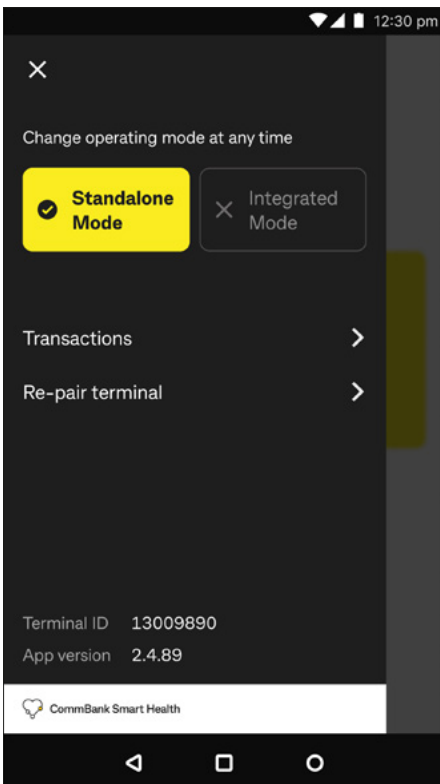 12:30 pm
Change operating mode at any time
Standalone
Mode
Integrated
Mode
Transactions
Re-pair terminal
Terminal ID 13009890
App version 2.4.89
CommBank Smart Health